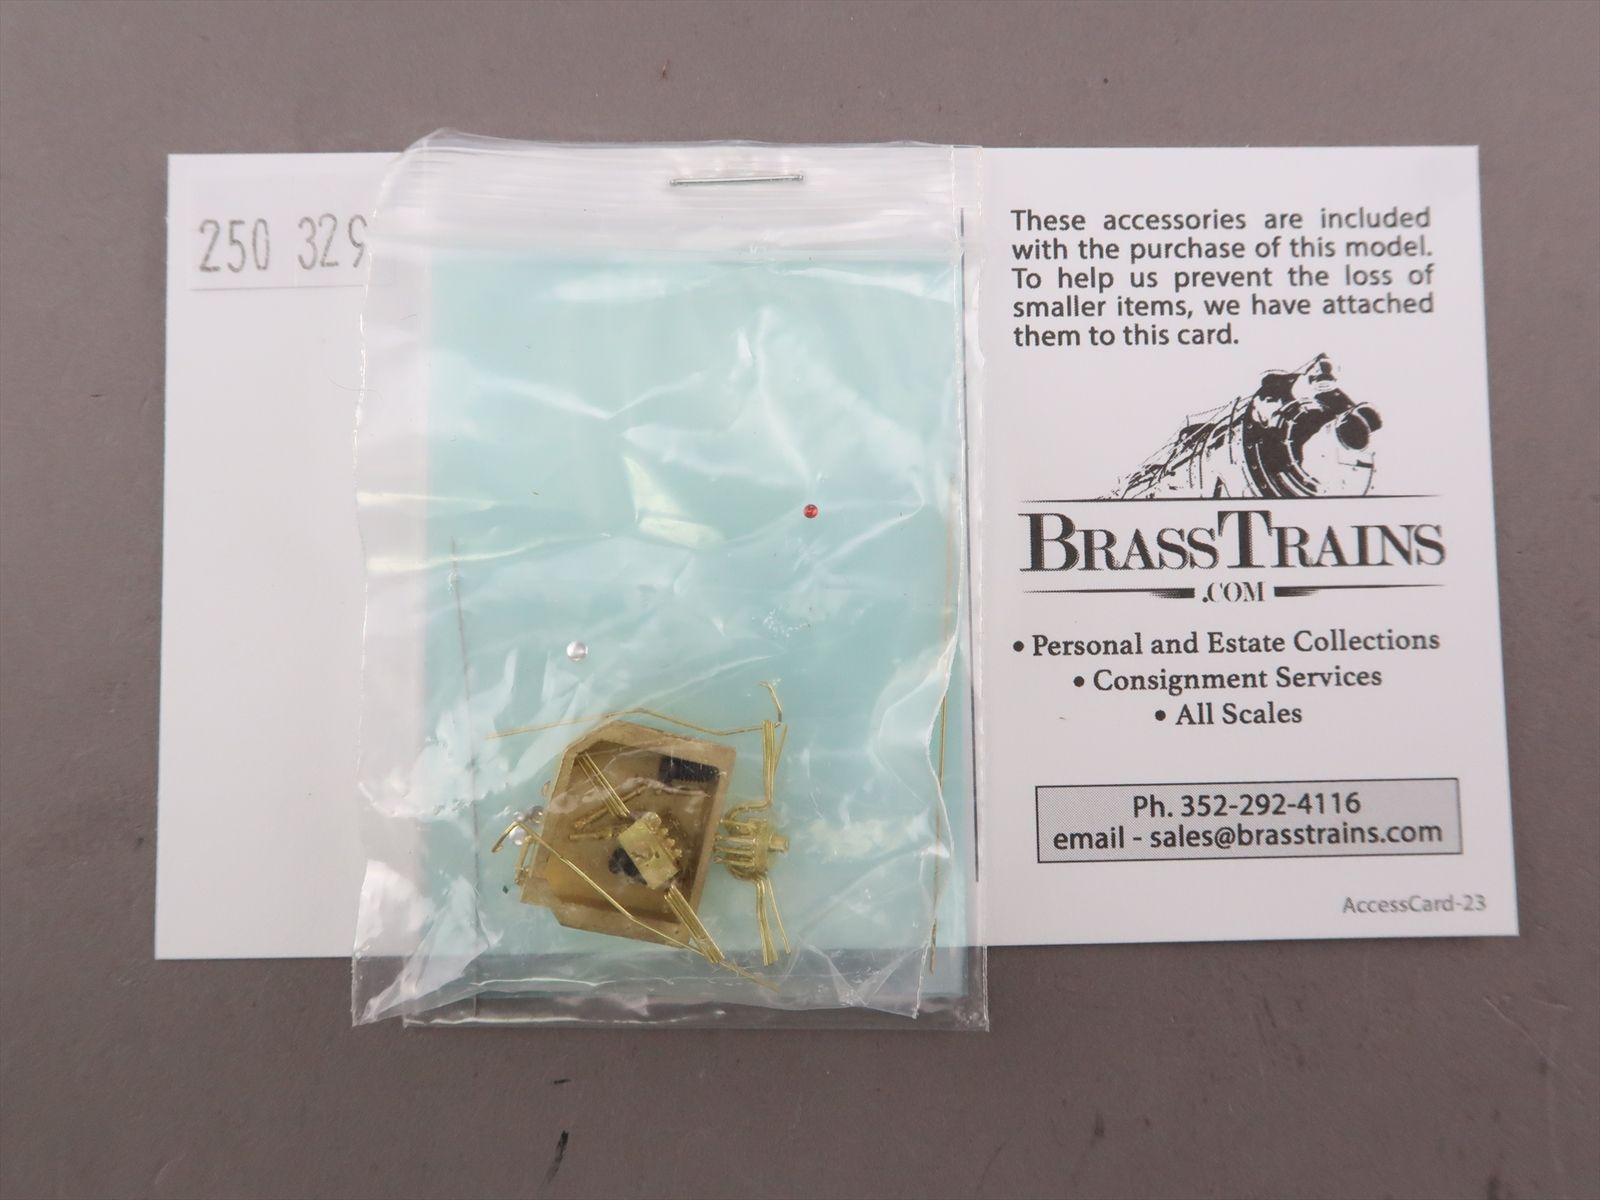 250 329
These accessories are included
with the purchase of this model.
To help us prevent the loss of
smaller items, we have attached
them to this card.
BRASSTRAINS
.COM
• Personal and Estate Collections
• Consignment Services
• All Scales
Ph. 352-292-4116
email - sales@brasstrains.com
AccessCard-23